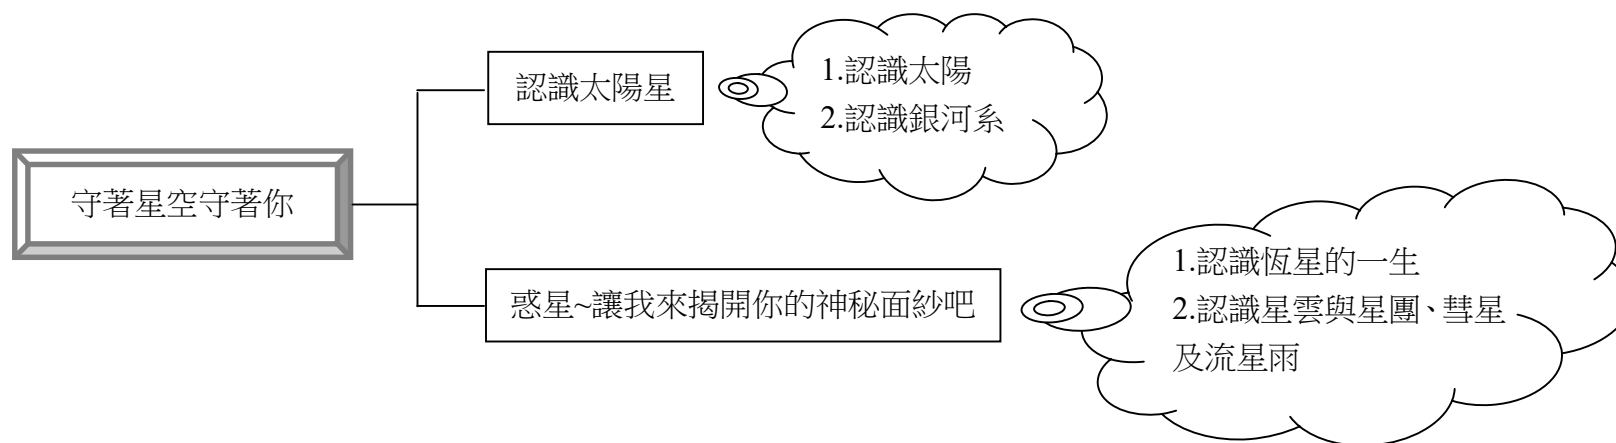 守著星空守著你
認識太陽星
1.認識太陽
2.認識銀河系
惑星~讓我來揭開你的神秘面紗吧
1.認識恆星的一生
2.認識星雲與星團、彗星
及流星雨